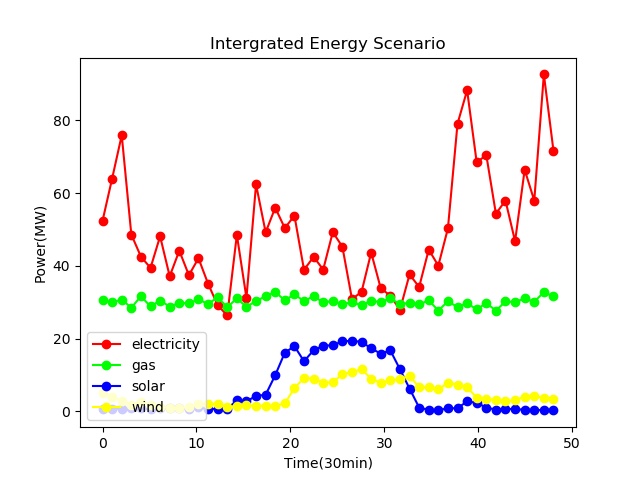 Intergrated Energy Scenario
Power(MW)
80
60
40
20
0
electricity
gas
solar
wind
0 10 20 30 40 50
Time(30min)